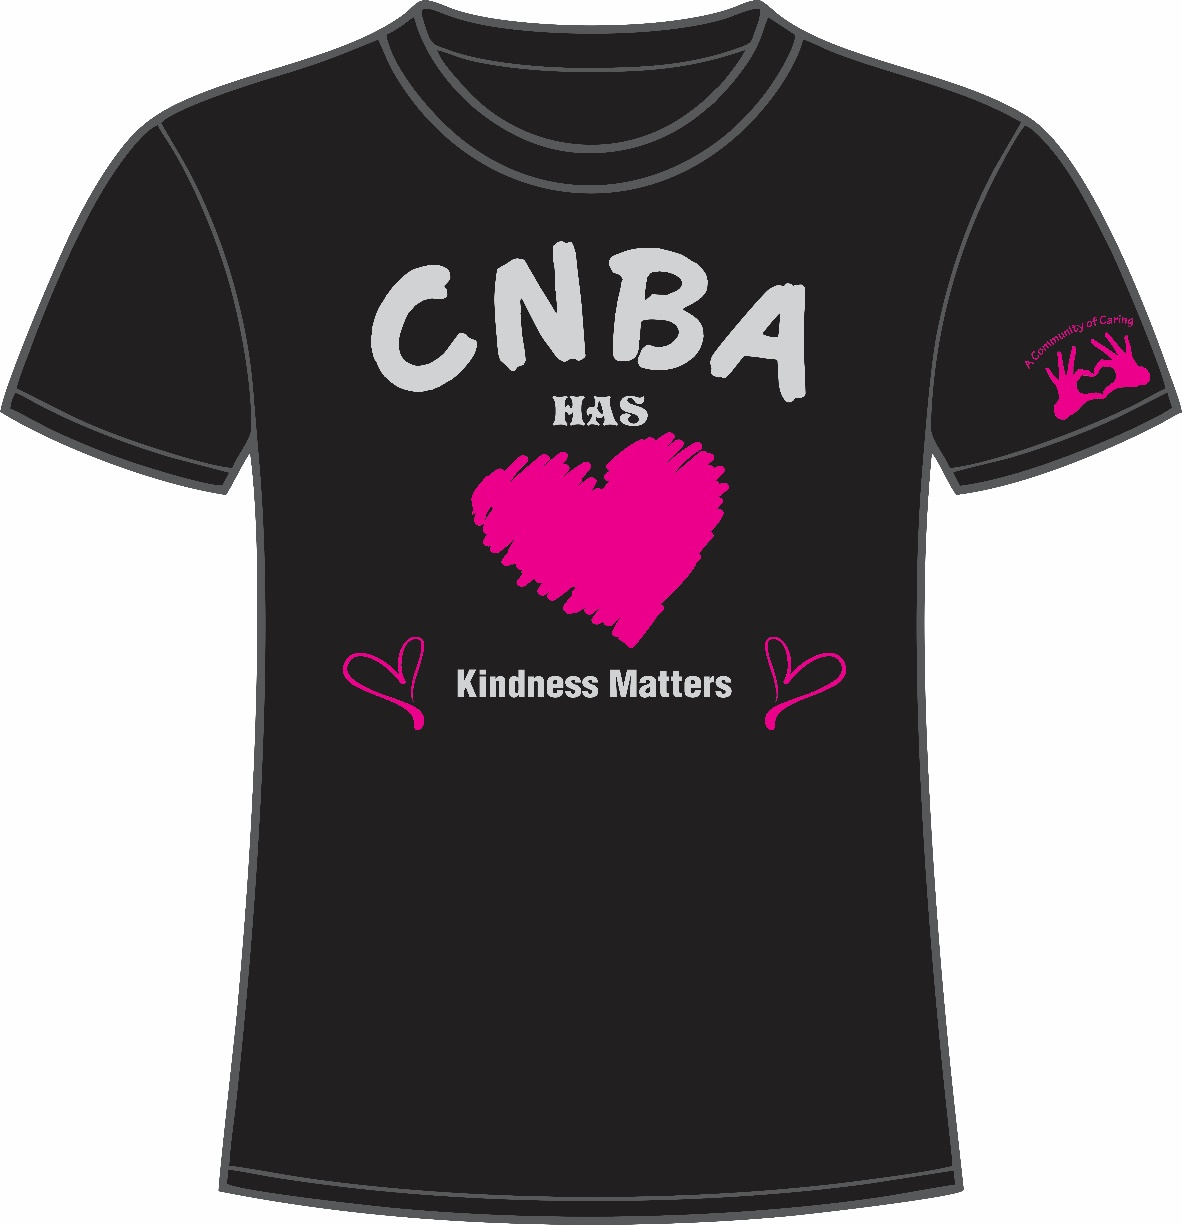 CNBA
HAS
Kindness Matters
A Community of Caring